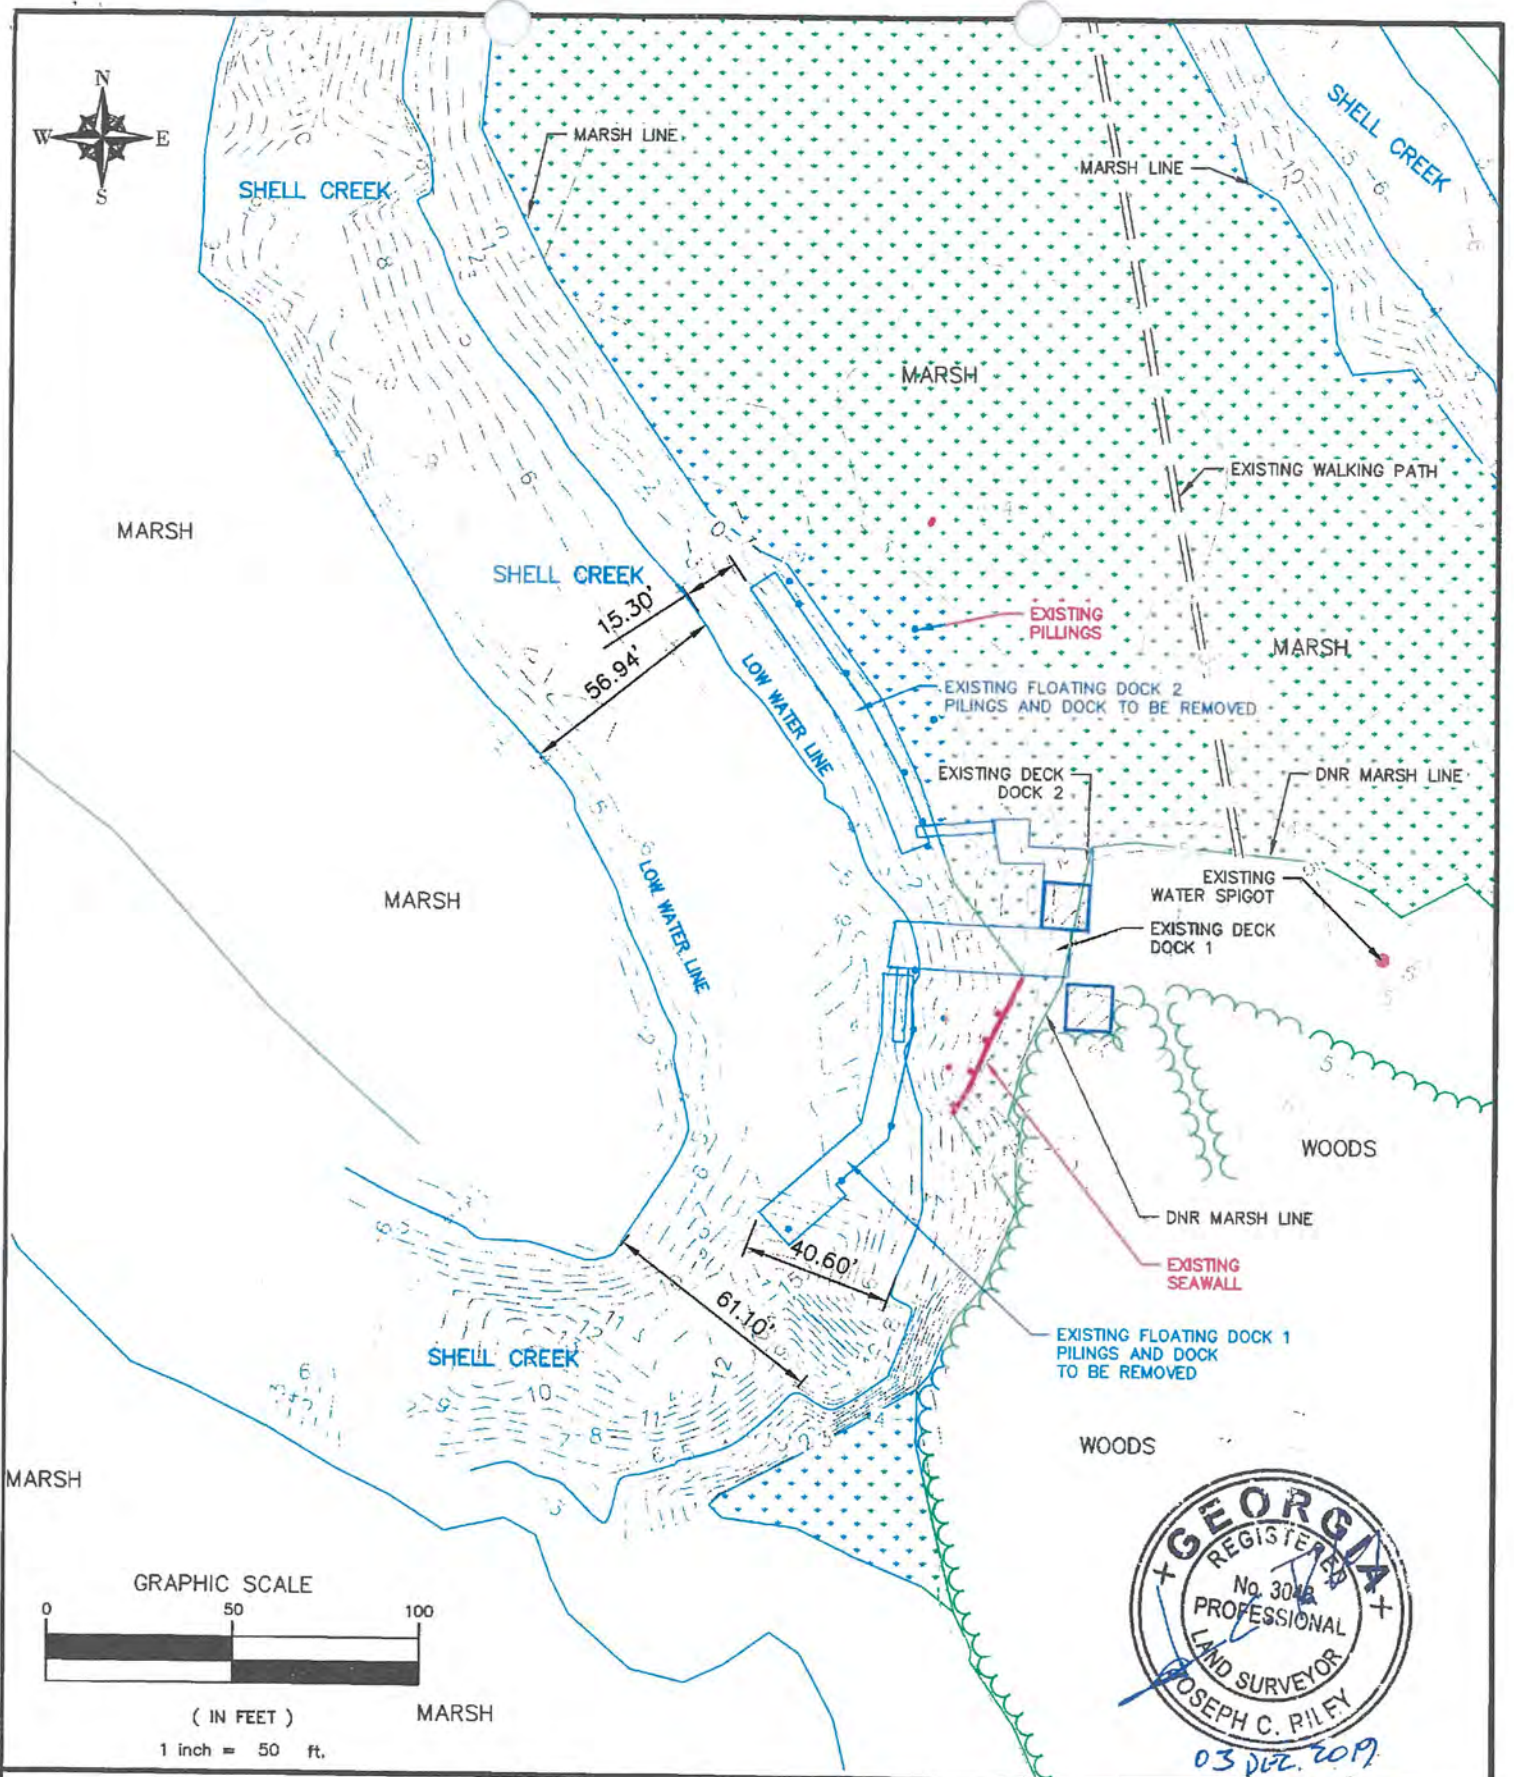 N
W E
S
SHELL CREEK
MARSH LINE
MARSH LINE
SHELL CREEK
MARSH
EXISTING WALKING PATH
MARSH
SHELL CREEK
15.30'
56.94'
EXISTING
PILLINGS
MARSH
LOW WATER LINE
EXISTING FLOATING DOCK 2
PILINGS AND DOCK TO BE REMOVED
EXISTING DECK
DOCK 2
DNR MARSH LINE
EXISTING
WATER SPIGOT
MARSH
LOW WATER LINE
EXISTING DECK
DOCK 1
WOODS
DNR MARSH LINE
EXISTING
SEAWALL
40.60'
61.10'
EXISTING FLOATING DOCK 1
PILINGS AND DOCK
TO BE REMOVED
SHELL CREEK
WOODS
MARSH
GRAPHIC SCALE
0 50 100
( IN FEET )
1 inch = 50 ft.
MARSH
GEORGIA
REGISTERED
No.
PROFESSIONAL
LAND SURVEYOR
JOSEPH C. RILEY
03 DEC. 2019